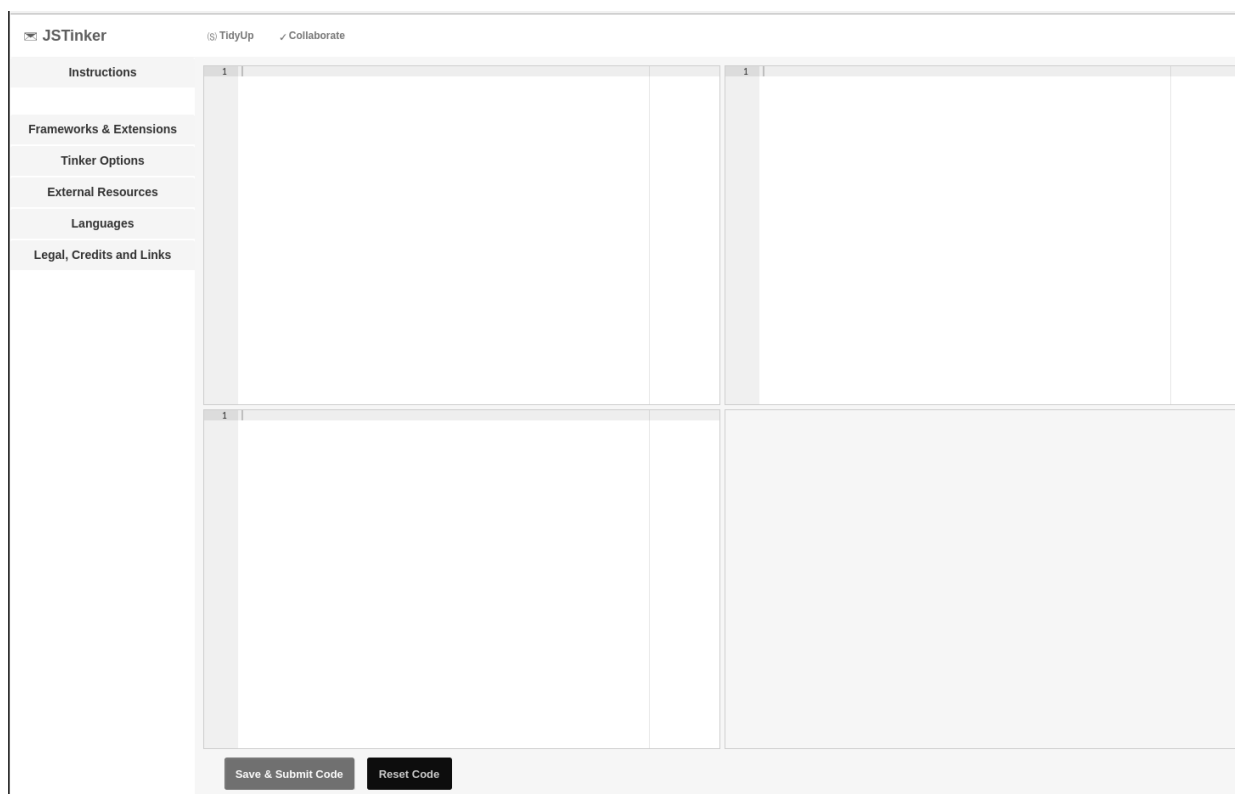 JSTinker
TidyUp
Collaborate
Instructions
Frameworks & Extensions
Tinker Options
External Resources
Languages
Legal, Credits and Links
1
1
1
Save & Submit Code
Reset Code